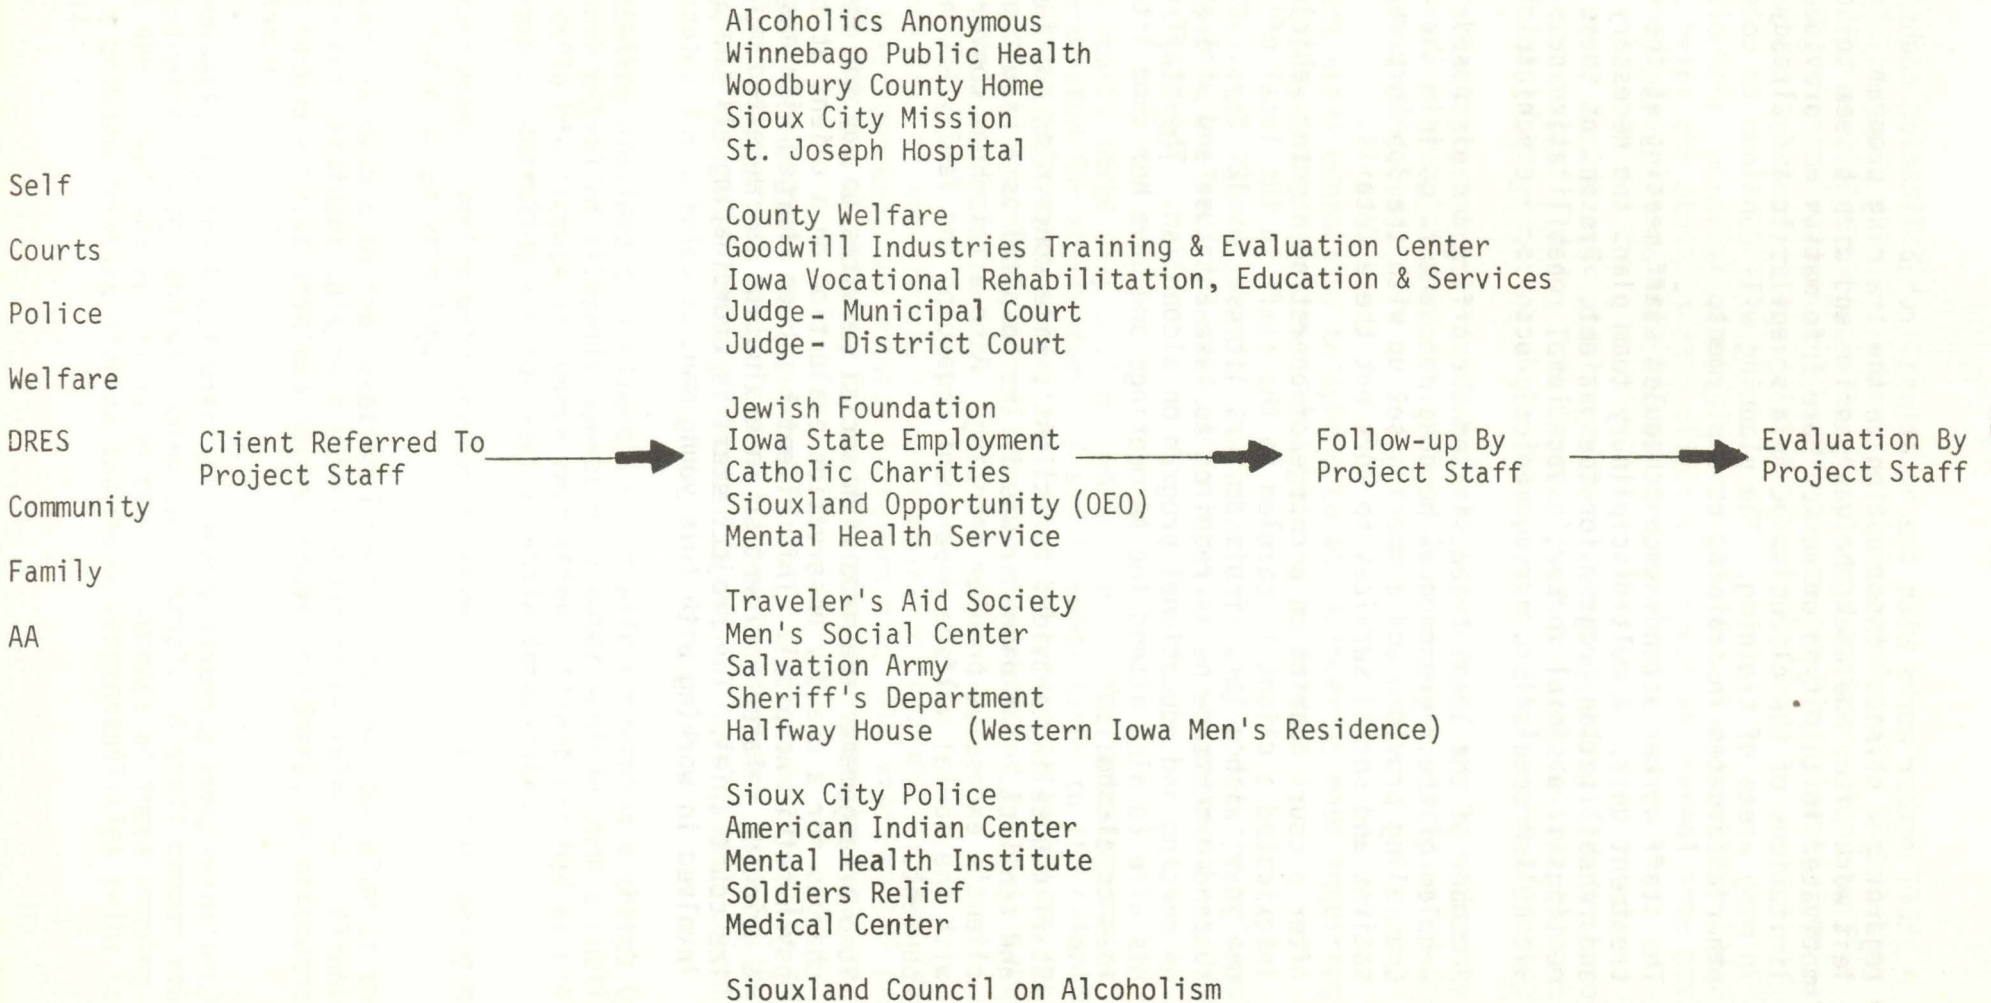 Self
Courts
Police
Welfare
DRES
Community
Family
AA
Client Referred To
Project Staff
Alcoholics Anonymous
Winnebago Public Health
Woodbury County Home
Sioux City Mission
St. Joseph Hospital
County Welfare
Goodwill Industries Training & Evaluation Center
Iowa Vocational Rehabilitation, Education & Services
Judge- Municipal Court
Judge- District Court
Jewish Foundation
Iowa State Employment
Catholic Charities
Siouxland Opportunity (OEO)
Mental Health Service
Traveler's Aid Society
Men's Social Center
Salvation Army
Sheriff's Department
Halfway House (Western Iowa Men's Residence)
Sioux City Police
American Indian Center
Mental Health Institute
Soldiers Relief
Medical Center
Siouxland Council on Alcoholism
Follow-up By
Project Staff
Evaluation By
Project Staff